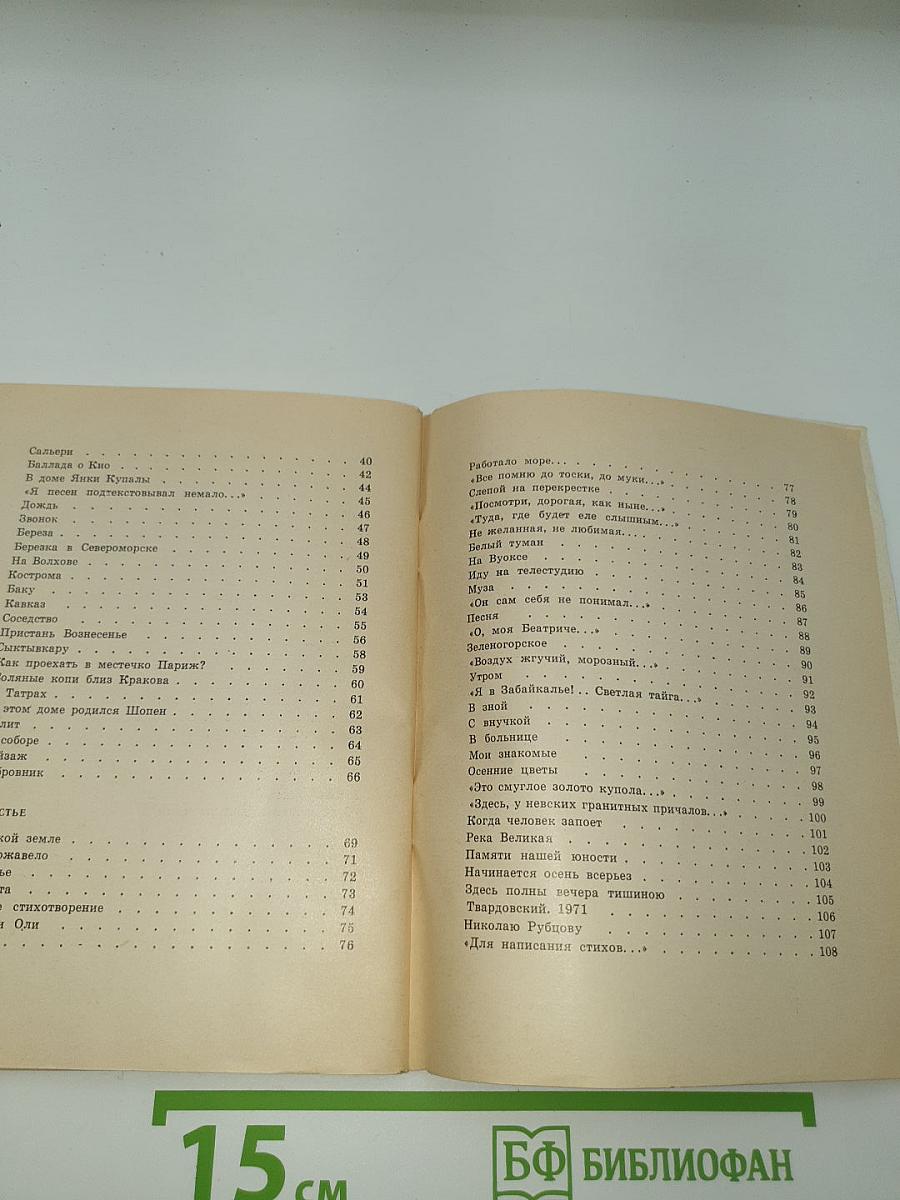 Сальери . . . . . . . . . . 40
Баллада о Кио . . . . . . . . . . 42
В доме Янки Купалы . . . . . . . . . . 44
«Я песен подтекстовывал немало...» . . . . . 45
Дождь . . . . . . . . . . 46
Звонок . . . . . . . . . . 47
Береза . . . . . . . . . . 48
Березка в Североморске . . . . . . . . . . 49
На Волхове . . . . . . . . . . 50
Кострома . . . . . . . . . . 51
Баку . . . . . . . . . . 53
Кавказ . . . . . . . . . . 54
Соседство . . . . . . . . . . 55
Пристань Вознесенье . . . . . . . . . . 56
Сыктывкару . . . . . . . . . . 58
Как проехать в местечко Париж? . . . . . . . 59
оляные копи близ Кракова . . . . . . . . . . 60
Татрах . . . . . . . . . . 61
этом доме родился Шопен . . . . . . . . . . 62
лит . . . . . . . . . . 63
соборе . . . . . . . . . . 64
йзаж . . . . . . . . . . 65
бровник . . . . . . . . . . 66
СТЬЕ
кой земле . . . . . . . . . . 69
ожавело . . . . . . . . . . 71
ье . . . . . . . . . . 72
та . . . . . . . . . . 73
е стихотворение . . . . . . . . . . 74
и Оли . . . . . . . . . . 75
. . . . . . . . . . 76
Работало море... . . . . . . . . . . 77
«Все помню до тоски, до муки...» . . . . . . 78
Слепой на перекрестке . . . . . . . . . . 79
«Посмотри, дорогая, как ныне...» . . . . . . 80
«Туда, где будет еле слышным...» . . . . . . 81
Не желанная, не любимая... . . . . . . . . 82
Белый туман . . . . . . . . . . 83
На Вуоксе . . . . . . . . . . 84
Иду на телестудию . . . . . . . . . . 85
Муза . . . . . . . . . . 86
«Он сам себя не понимал...» . . . . . . . 87
Песня . . . . . . . . . . 88
«О, моя Беатриче...» . . . . . . . . . . 89
Зеленогорское . . . . . . . . . . 90
«Воздух жгучий, морозный...» . . . . . . . 91
Утром . . . . . . . . . . 92
«Я в Забайкалье!.. Светлая тайга...» . . . . . 93
В зной . . . . . . . . . . 94
С внучкой . . . . . . . . . . 95
В больнице . . . . . . . . . . 96
Мои знакомые . . . . . . . . . . 97
Осенние цветы . . . . . . . . . . 98
«Это смуглое золото купола...» . . . . . . . 99
«Здесь, у невских гранитных причалов...» . . . . 100
Когда человек запоет . . . . . . . . . . 101
Река Великая . . . . . . . . . . 102
Памяти нашей юности . . . . . . . . . . 103
Начинается осень всерьез . . . . . . . . . . 104
Здесь полны вечера тишиною . . . . . . . . 105
Твардовский. 1971 . . . . . . . . . . 106
Николаю Рубцову . . . . . . . . . . 107
«Для написания стихов...» . . . . . . . . . . 108
15 см
БФ БИБЛИОФАН